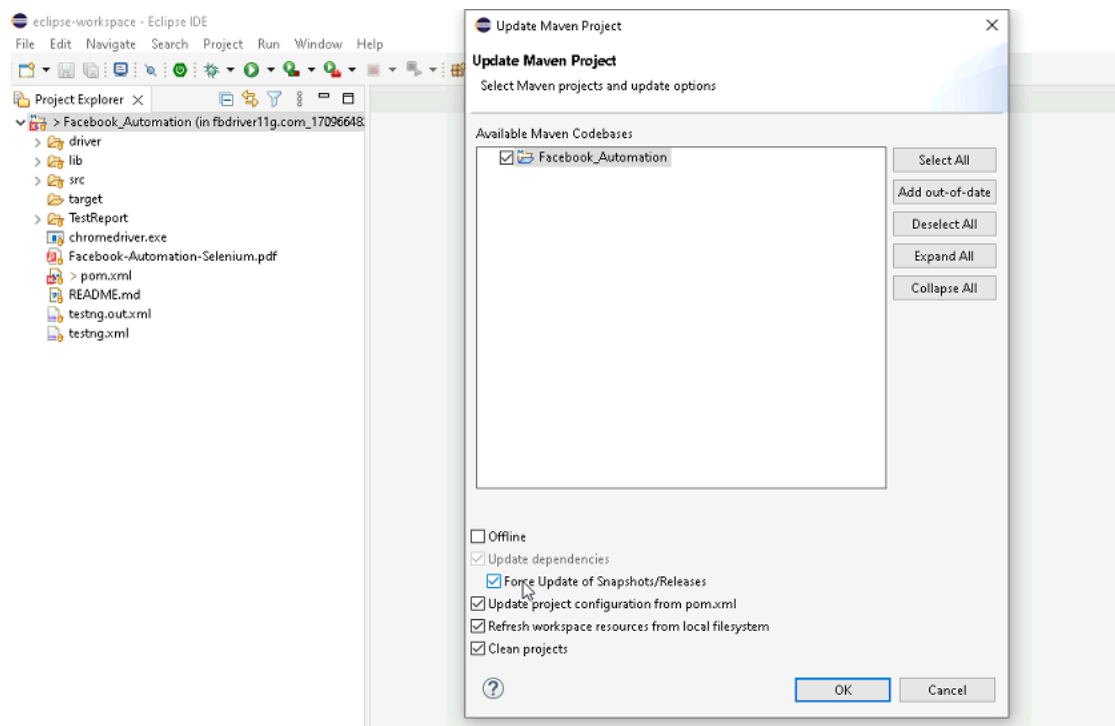 eclipse-workspace - Eclipse IDE
File Edit Navigate Search Project Run Window Help
Project Explorer
> Facebook_Automation (in fbdriver11g.com_17096648
driver
lib
src
target
TestReport
chromedriver.exe
Facebook-Automation-Selenium.pdf
> pom.xml
README.md
testng.out.xml
testng.xml
Update Maven Project
Update Maven Project
Select Maven projects and update options
Available Maven Codebases
Facebook_Automation
Select All
Add out-of-date
Deselect All
Expand All
Collapse All
Offline
Update dependencies
Force Update of Snapshots/Releases
Update project configuration from pom.xml
Refresh workspace resources from local filesystem
Clean projects
OK
Cancel